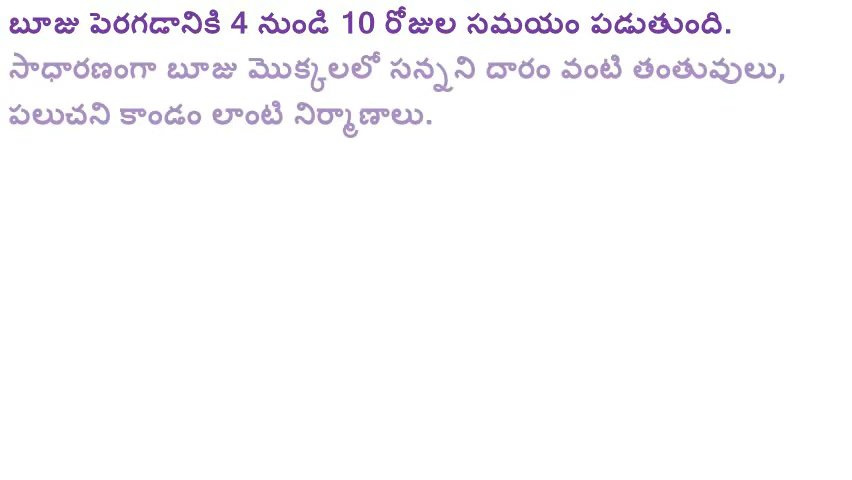 బూజు పెరగడానికి 4 నుండి 10 రోజుల సమయం పడుతుంది.
సాధారణంగా బూజు మొక్కలలో సన్నని దారం వంటి తంతువులు,
పలుచని కాండం లాంటి నిర్మాణాలు.